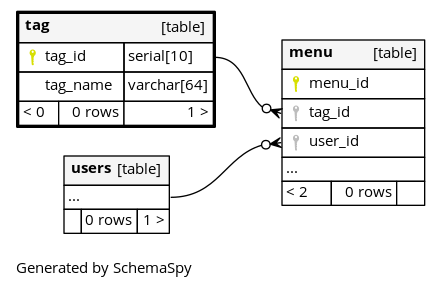 tag [table]
tag_id serial[10]
tag_name varchar[64]
< 0 0 rows 1 >
menu [table]
menu_id
tag_id
user_id
...
< 2 0 rows
users [table]
...
0 rows 1 >
Generated by SchemaSpy